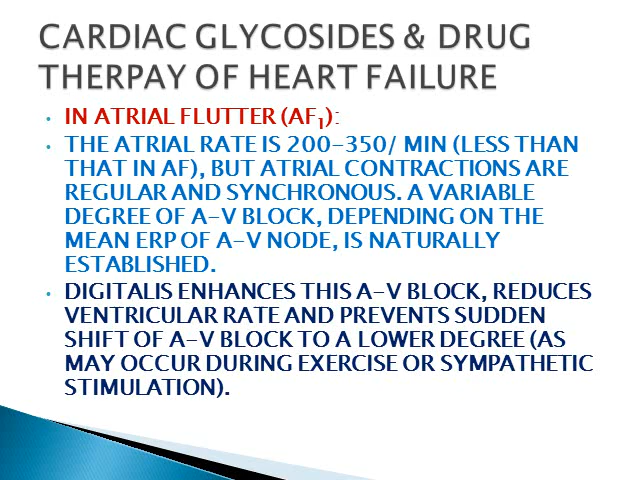 CARDIAC GLYCOSIDES & DRUG
THERPAY OF HEART FAILURE
• IN ATRIAL FLUTTER (AF1):
• THE ATRIAL RATE IS 200-350/ MIN (LESS THAN
THAT IN AF), BUT ATRIAL CONTRACTIONS ARE
REGULAR AND SYNCHRONOUS. A VARIABLE
DEGREE OF A-V BLOCK, DEPENDING ON THE
MEAN ERP OF A-V NODE, IS NATURALLY
ESTABLISHED.
• DIGITALIS ENHANCES THIS A-V BLOCK, REDUCES
VENTRICULAR RATE AND PREVENTS SUDDEN
SHIFT OF A-V BLOCK TO A LOWER DEGREE (AS
MAY OCCUR DURING EXERCISE OR SYMPATHETIC
STIMULATION).